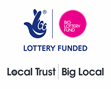 BIG
LOTTERY
FUND
LOTTERY FUNDED
Local Trust | Big Local